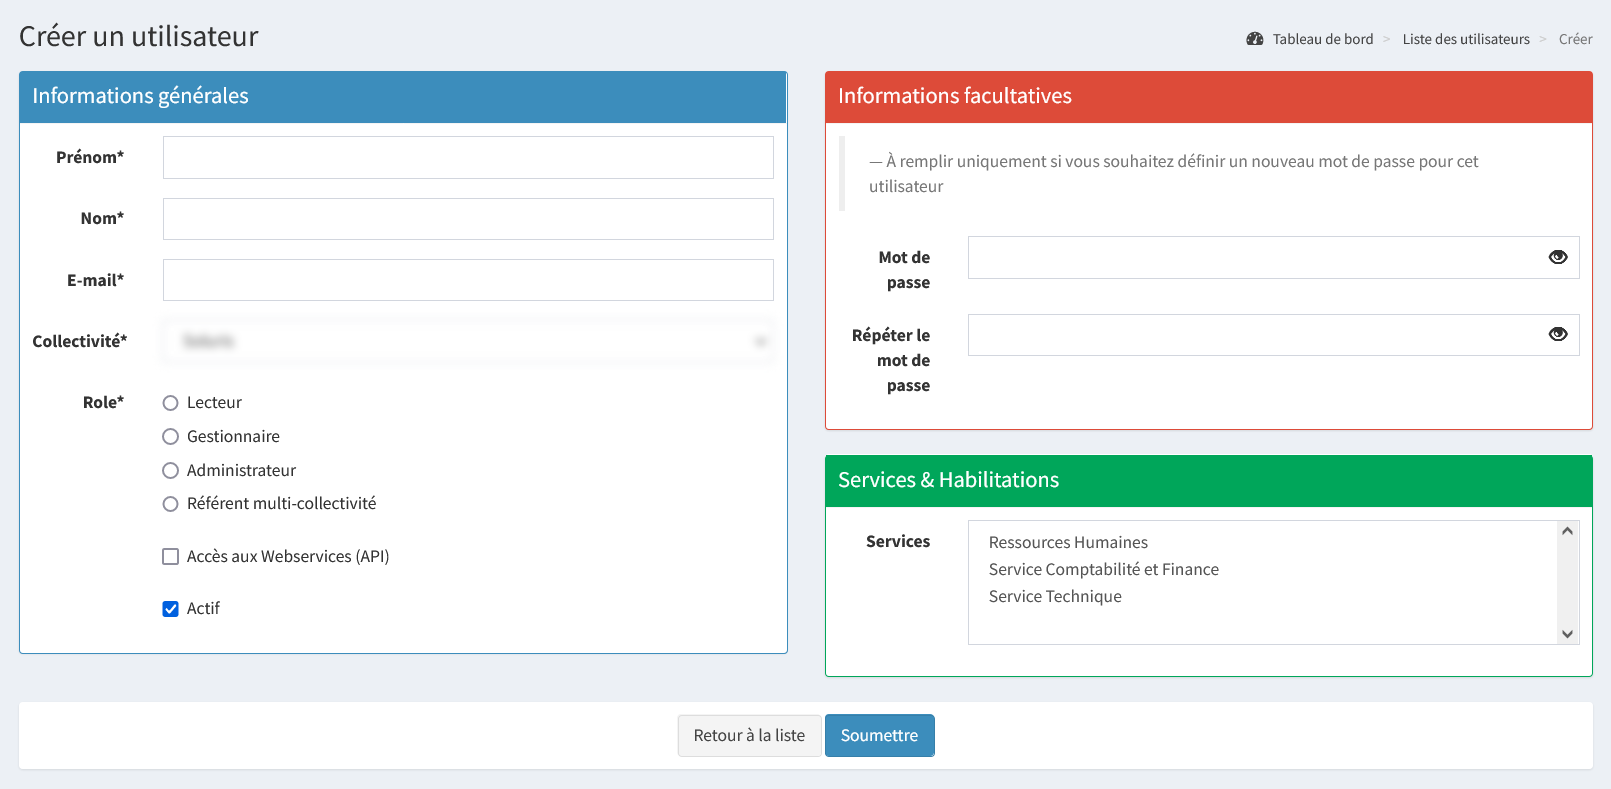 Créer un utilisateur
Tableau de bord > Liste des utilisateurs > Créer
Informations générales
Prénom*
Nom*
E-mail*
Collectivité*
Role*
Lecteur
Gestionnaire
Administrateur
Référent multi-collectivité
Accès aux Webservices (API)
Actif
Informations facultatives
— À remplir uniquement si vous souhaitez définir un nouveau mot de passe pour cet
utilisateur
Mot de
passe
Répéter le
mot de
passe
Services & Habilitations
Services
Ressources Humaines
Service Comptabilité et Finance
Service Technique
Retour à la liste
Soumettre